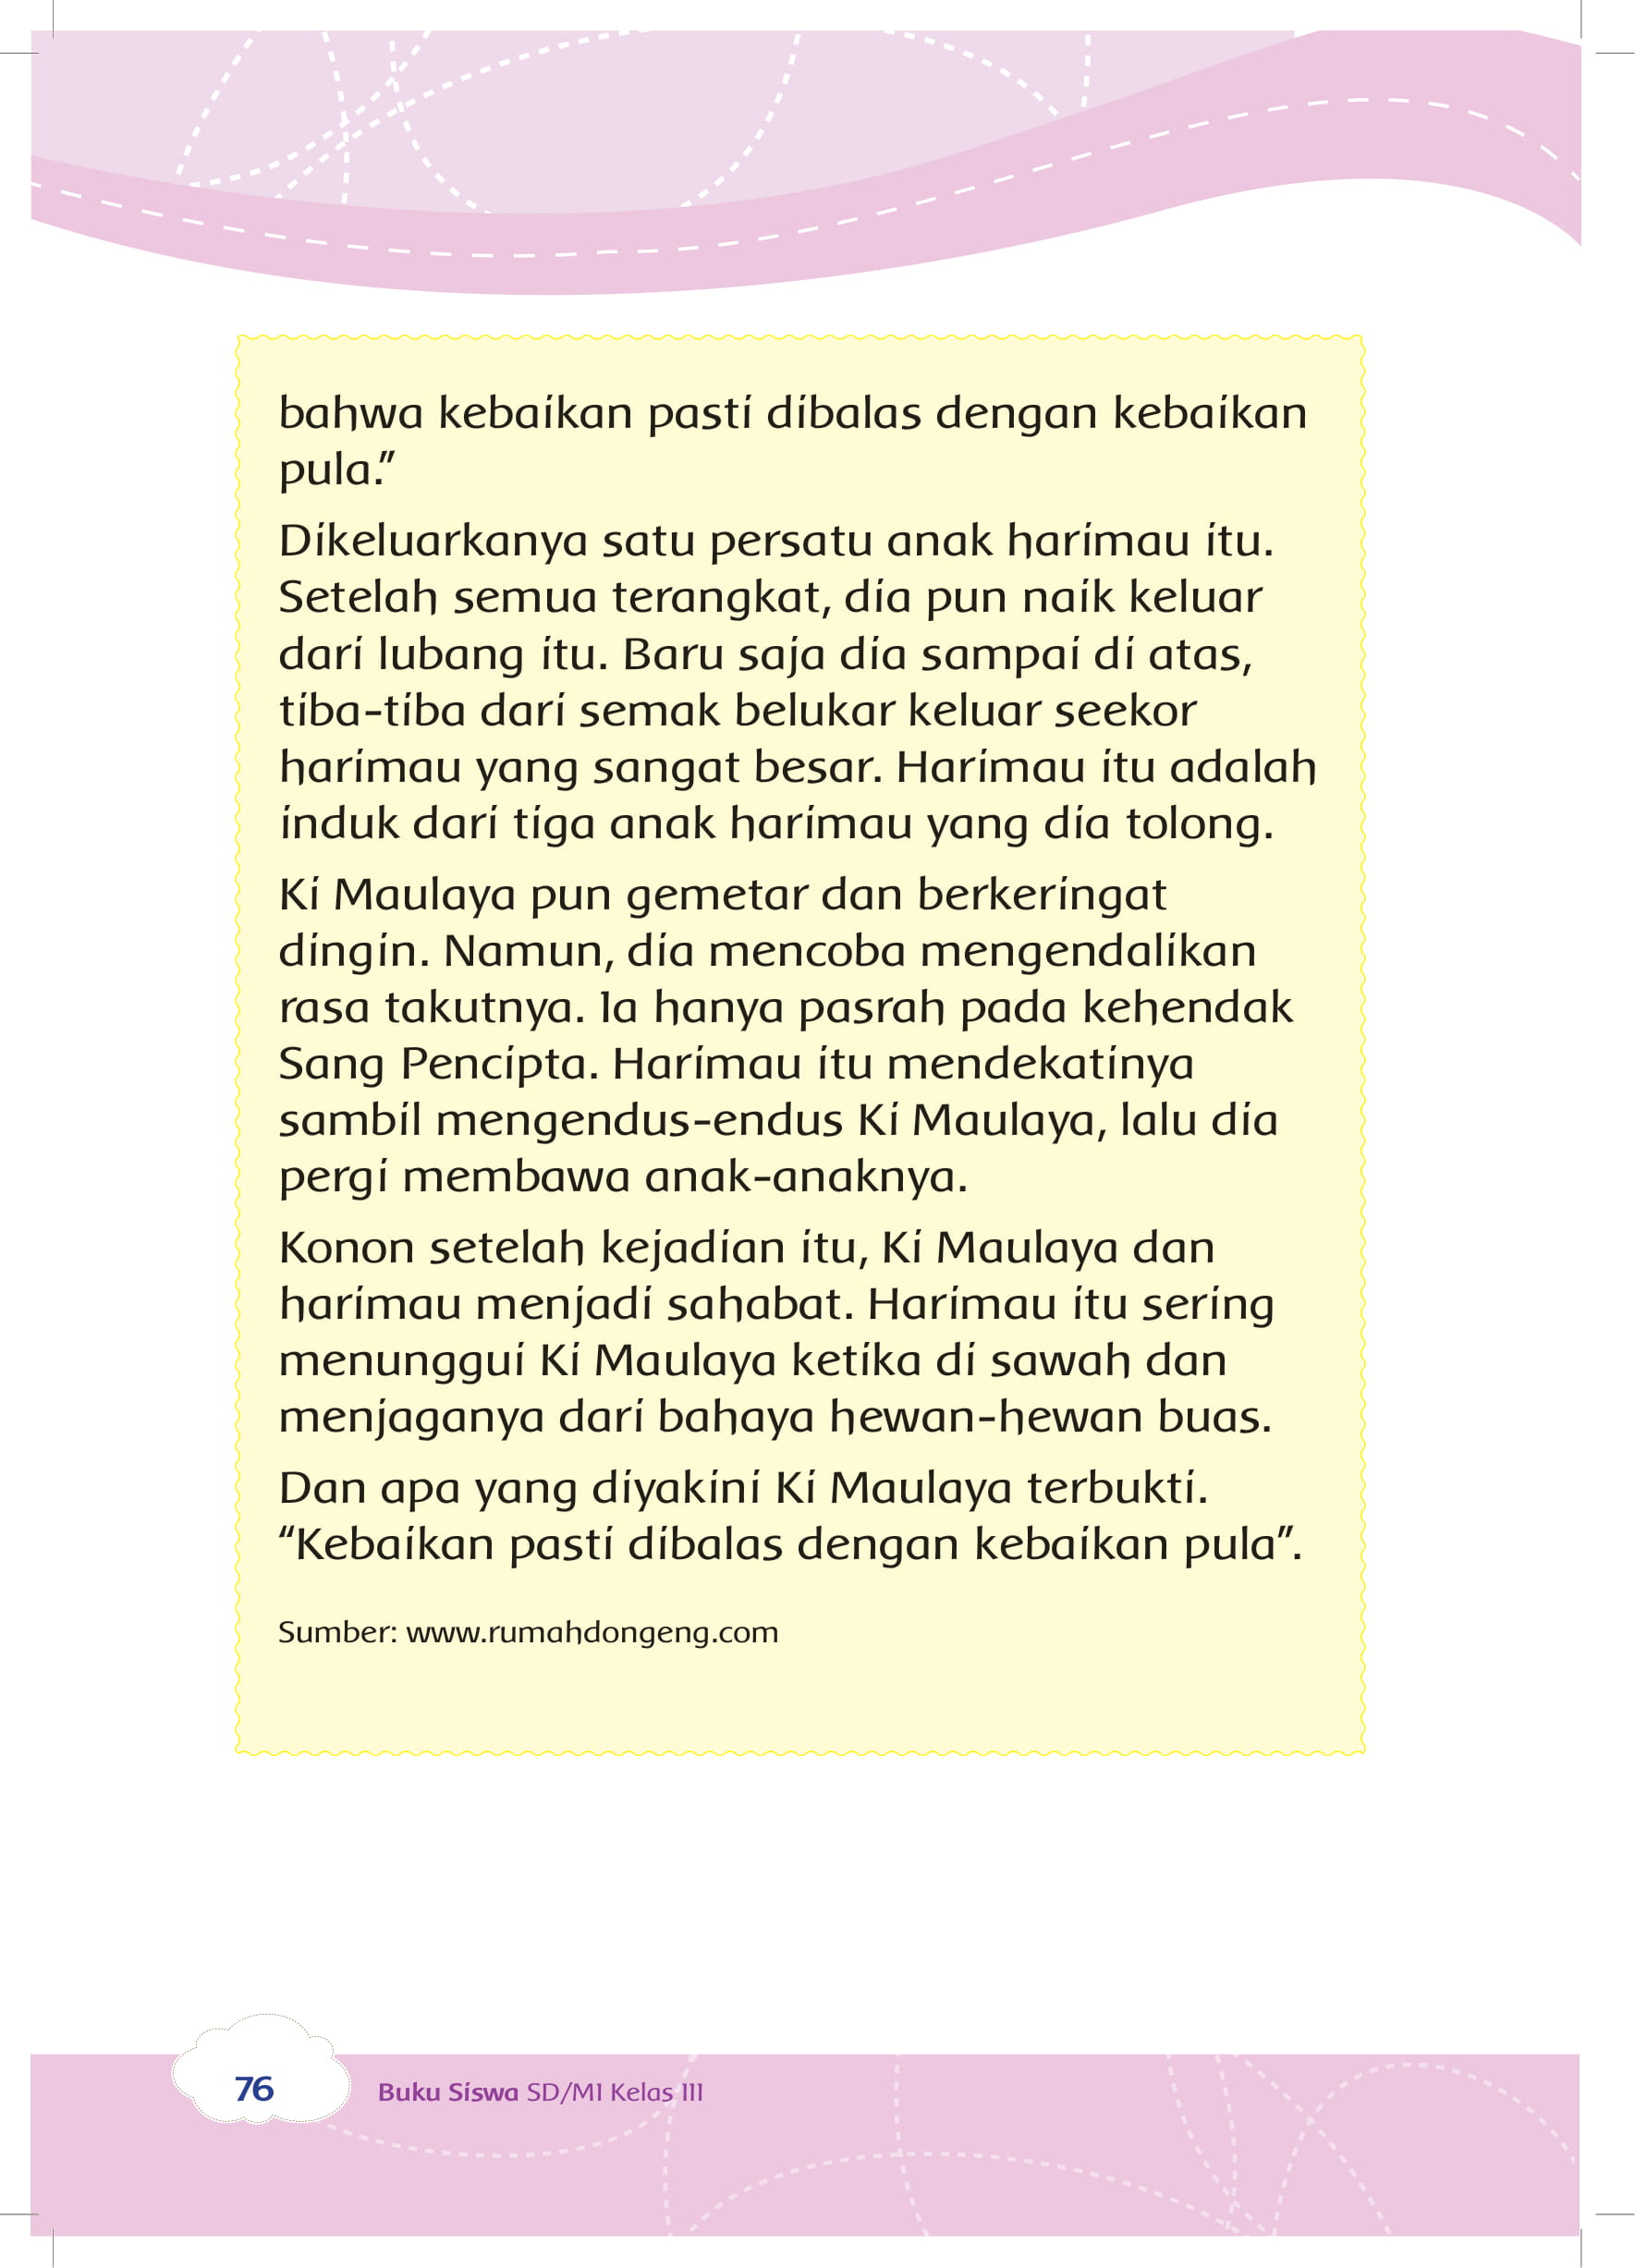 bahwa kebaikan pasti dibalas dengan kebaikan
pula.”
Dikeluarkanya satu persatu anak harimau itu.
Setelah semua terangkat, dia pun naik keluar
dari lubang itu. Baru saja dia sampai di atas,
tiba-tiba dari semak belukar keluar seekor
harimau yang sangat besar. Harimau itu adalah
induk dari tiga anak harimau yang dia tolong.
Ki Maulaya pun gemetar dan berkeringat
dingin. Namun, dia mencoba mengendalikan
rasa takutnya. Ia hanya pasrah pada kehendak
Sang Pencipta. Harimau itu mendekatinya
sambil mengendus-endus Ki Maulaya, lalu dia
pergi membawa anak-anaknya.
Konon setelah kejadian itu, Ki Maulaya dan
harimau menjadi sahabat. Harimau itu sering
menunggui Ki Maulaya ketika di sawah dan
menjaganya dari bahaya hewan-hewan buas.
Dan apa yang diyakini Ki Maulaya terbukti.
“Kebaikan pasti dibalas dengan kebaikan pula”.
Sumber: www.rumahdongeng.com
76 Buku Siswa SD/MI Kelas III